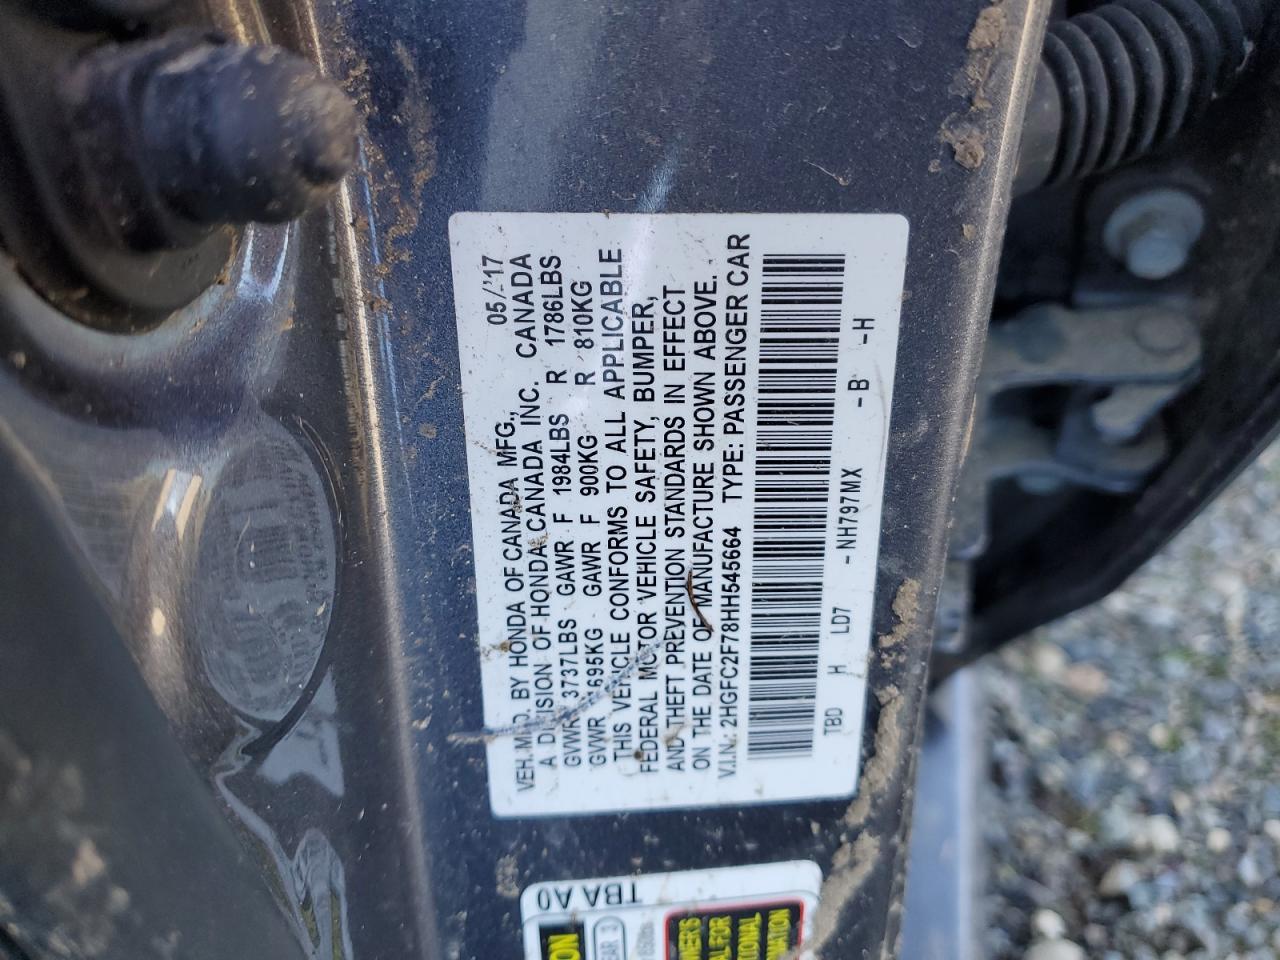 05/'17
VEH. MFD. BY HONDA OF CANADA MFG.,
A DIVISION OF HONDA CANADA INC. CANADA
GVWR 3737LBS GAWR F 1984LBS R 1786LBS
GVWR 1695KG GAWR F 900KG R 810KG
THIS VEHICLE CONFORMS TO ALL APPLICABLE
FEDERAL MOTOR VEHICLE SAFETY, BUMPER,
AND THEFT PREVENTION STANDARDS IN EFFECT
ON THE DATE OF MANUFACTURE SHOWN ABOVE.
V.I.N.: 2HGFC2F78HH545664 TYPE: PASSENGER CAR
TBD H LD7 - NH797MX - B - H
TBA A0